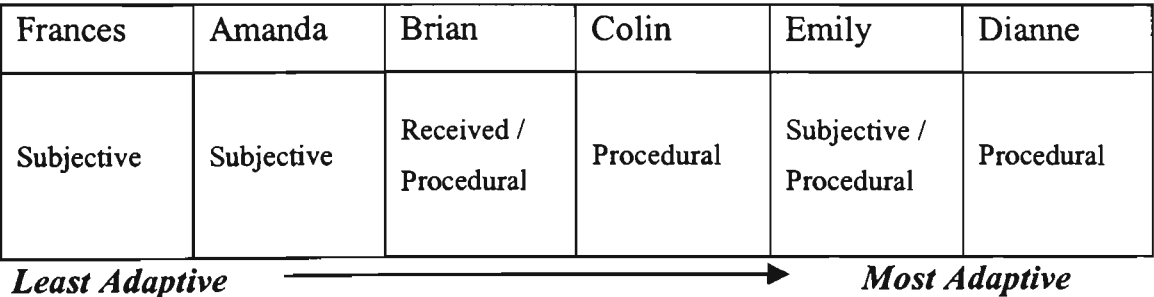 Frances Amanda Brian Colin Emily Dianne
Subjective Subjective Received / Procedural Procedural Subjective / Procedural Procedural
Least Adaptive Most Adaptive